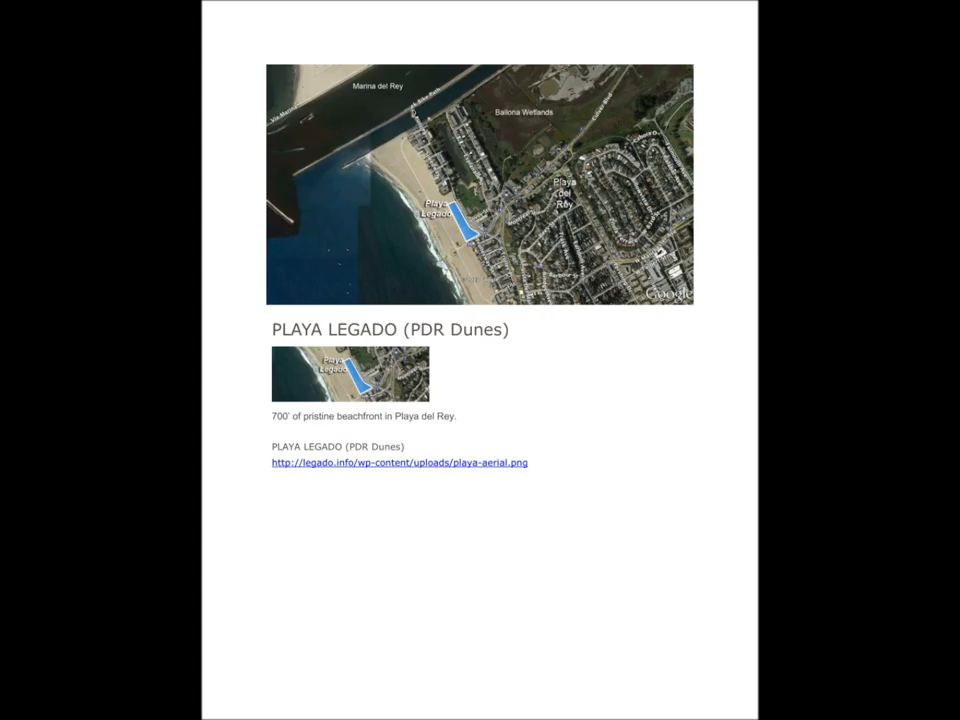 Marina del Rey
Ballona Wetlands
Culver Blvd
Playa
del
Rey
Playa
Legado
Google
PLAYA LEGADO (PDR Dunes)
Playa
Legado
700' of pristine beachfront in Playa del Rey.
PLAYA LEGADO (PDR Dunes)
http://legado.info/wp-content/uploads/playa-aerial.png